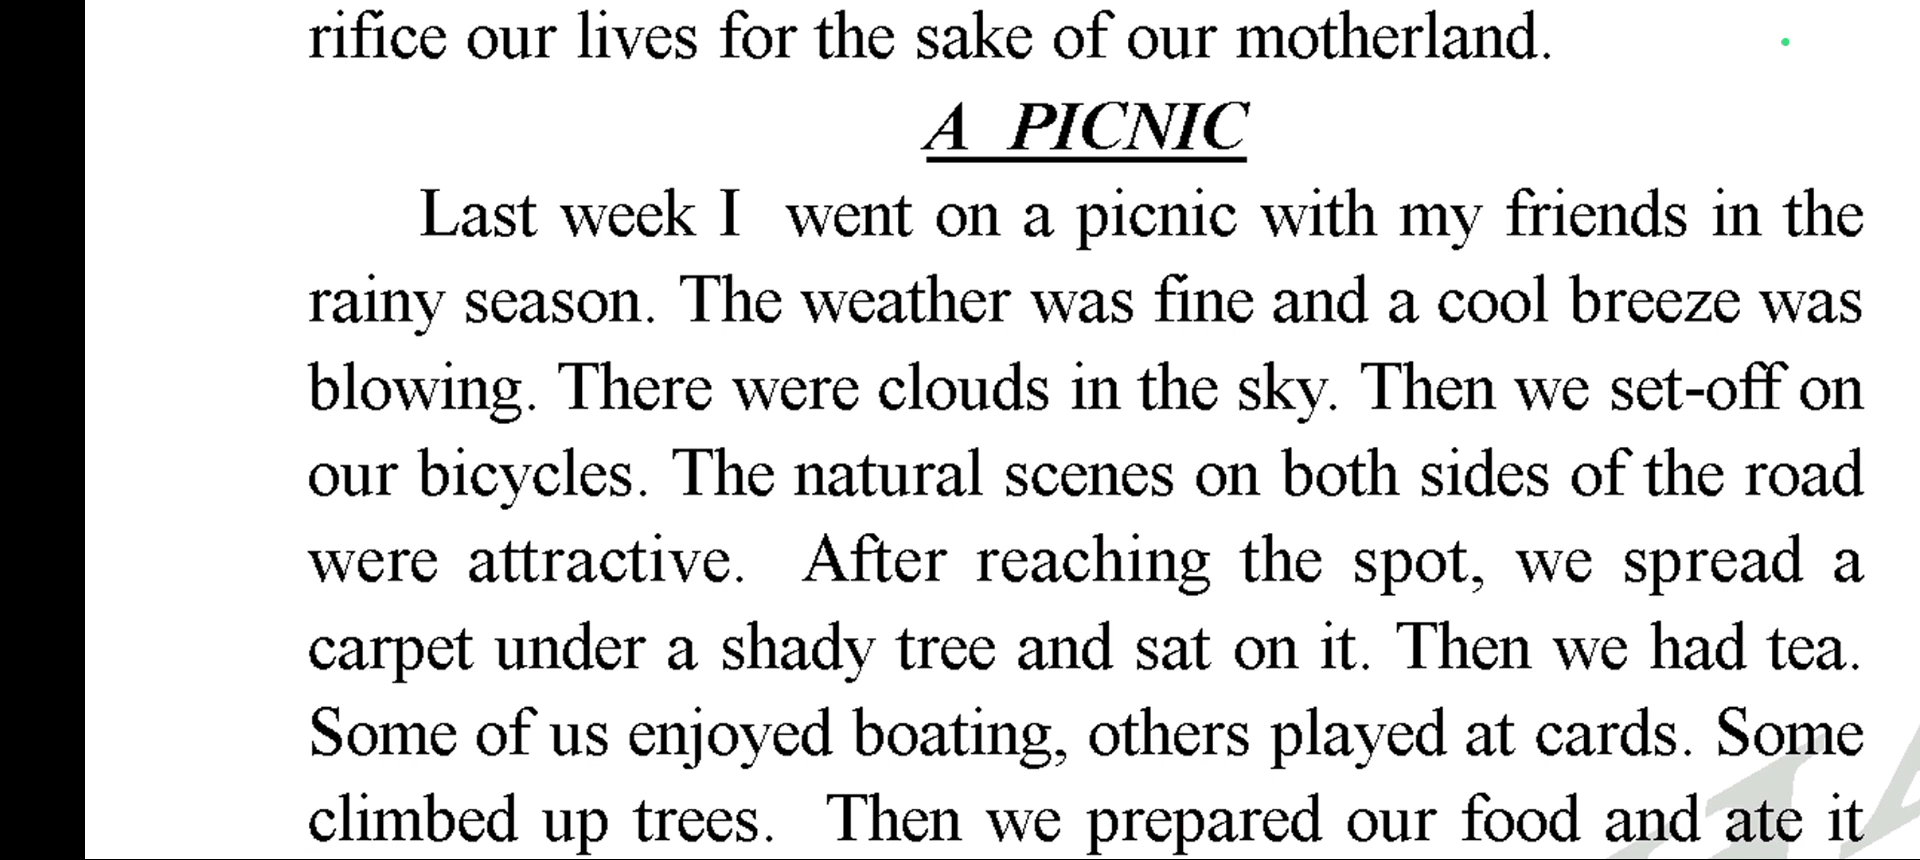 rifice our lives for the sake of our motherland.
A PICNIC
Last week I went on a picnic with my friends in the
rainy season. The weather was fine and a cool breeze was
blowing. There were clouds in the sky. Then we set-off on
our bicycles. The natural scenes on both sides of the road
were attractive. After reaching the spot, we spread a
carpet under a shady tree and sat on it. Then we had tea.
Some of us enjoyed boating, others played at cards. Some
climbed up trees. Then we prepared our food and ate it